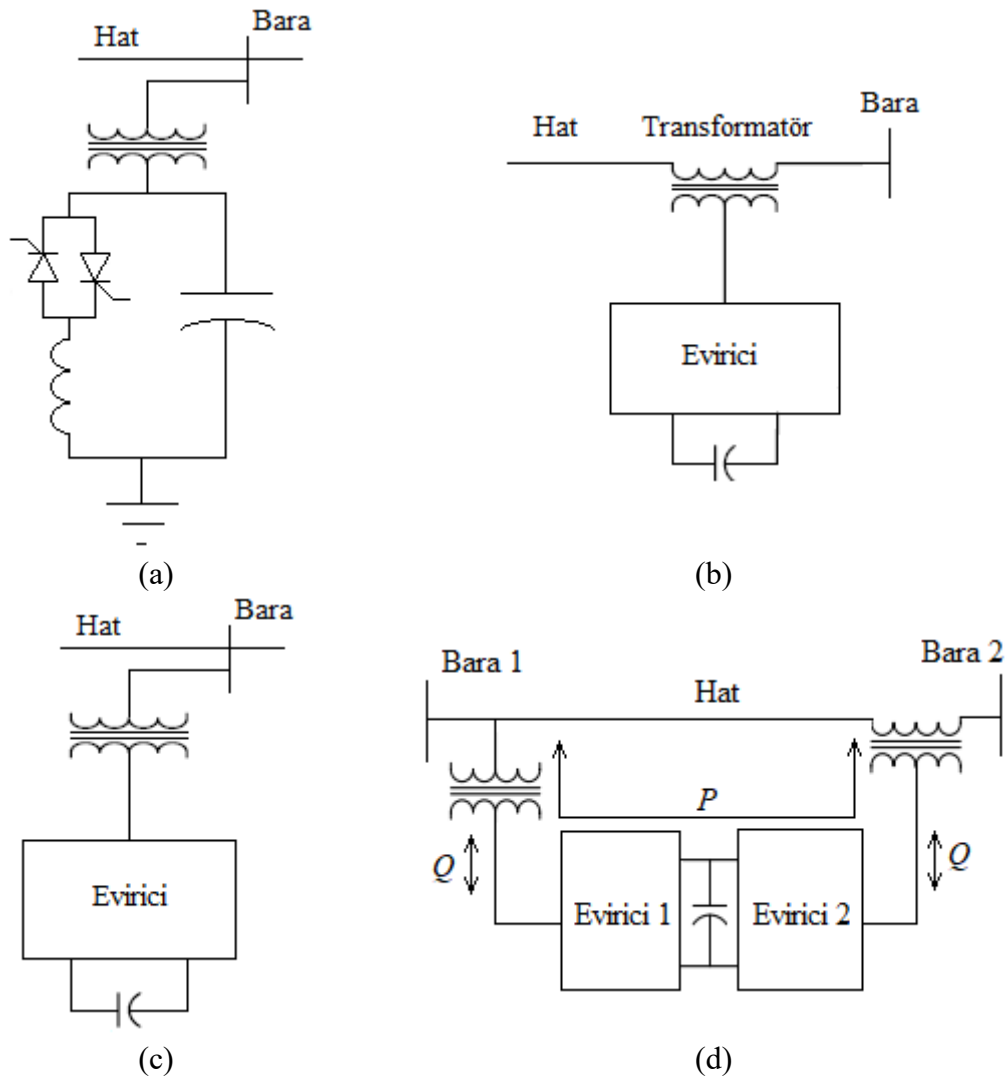 Hat
Bara
(a)
Hat
Transformatör
Bara
Evirici
(b)
Hat
Bara
Evirici
(c)
Bara 1
Hat
Bara 2
P
Q
Q
Evirici 1
Evirici 2
(d)